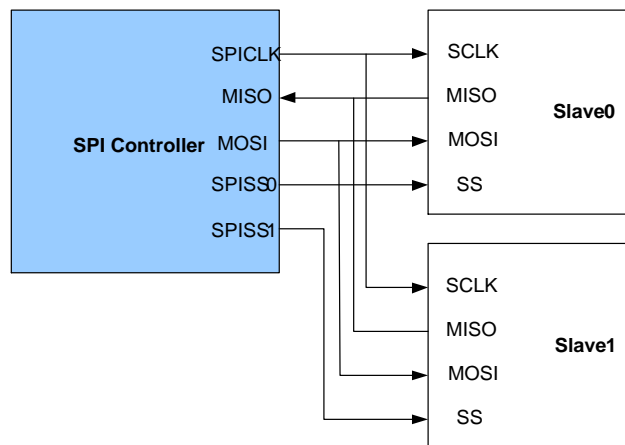 SPICLK
MISO
SPI Controller
MOSI
SPISS0
SPISS1
SCLK
MISO
Slave0
MOSI
SS
SCLK
MISO
Slave1
MOSI
SS